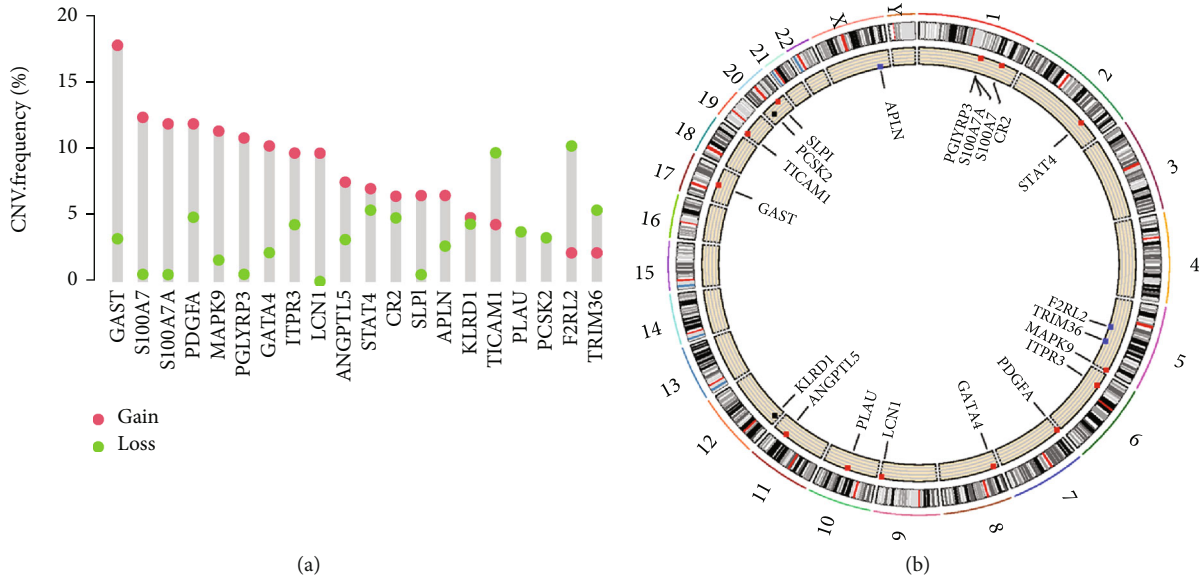 CNV.frequency (%)
20
15
10
5
0
GAST
S100A7
S100A7A
PDGFA
MAPK9
PGLYRP3
GATA4
ITPR3
LCN1
ANGPTL5
STAT4
CR2
SLPI
APLN
KLRD1
TICAM1
PLAU
PCSK2
F2RL2
TRIM36
Gain
Loss
(a)
1
2
3
4
5
6
7
8
9
10
11
12
13
14
15
16
17
18
19
20
21
22
X
Y
PGIYRP3
S100A7A
S100A7
CR2
STAT4
F2RL2
TRIM36
MAPK9
ITPR3
PDGFA
GATA4
LCN1
PLAU
ANGPTL5
KLRD1
GAST
TICAM1
PCSK2
SLPI
APLN
(b)